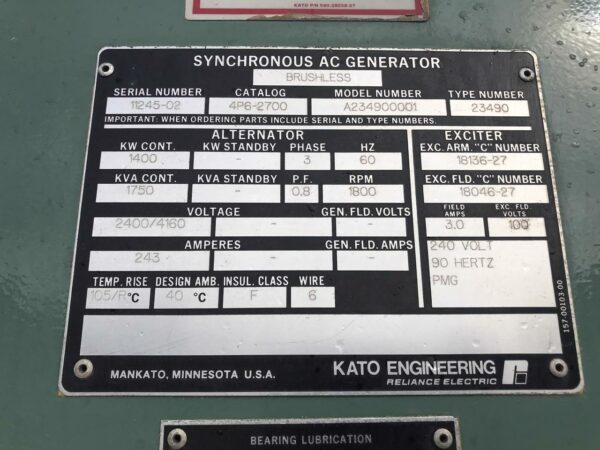 KATO P/N 590-28058-27
SYNCHRONOUS AC GENERATOR
BRUSHLESS
SERIAL NUMBER CATALOG MODEL NUMBER TYPE NUMBER
11245-02 4P6-2700 A234900001 23490
IMPORTANT: WHEN ORDERING PARTS INCLUDE SERIAL AND TYPE NUMBERS.
ALTERNATOR EXCITER
KW CONT. KW STANDBY PHASE HZ EXC. ARM. "C" NUMBER
1400 - 3 60 18136-27
KVA CONT. KVA STANDBY P.F. RPM EXC. FLD. "C" NUMBER
1750 - 0.8 1800 18046-27
VOLTAGE GEN. FLD. VOLTS FIELD AMPS EXC. FLD. VOLTS
2400/4160 - - 3.0 100
AMPERES GEN. FLD. AMPS
243 - -
240 VOLT
90 HERTZ
PMG
TEMP. RISE DESIGN AMB. INSUL. CLASS WIRE
105/R°C 40 °C F 6
157-00103-00
MANKATO, MINNESOTA U.S.A. KATO ENGINEERING
RELIANCE ELECTRIC
BEARING LUBRICATION